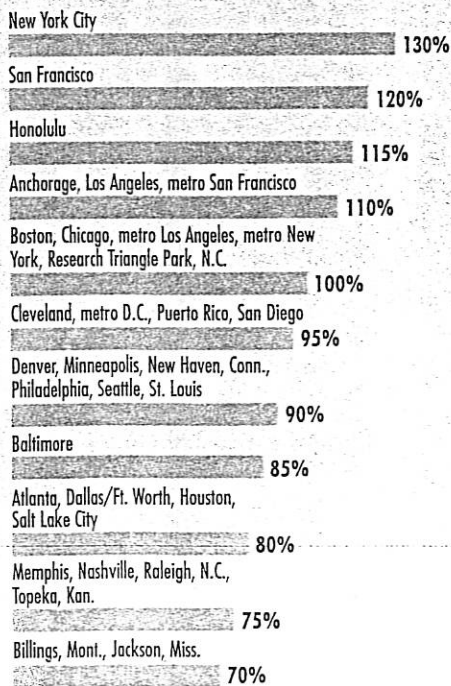 New York City
130%
San Francisco
120%
Honolulu
115%
Anchorage, Los Angeles, metro San Francisco
110%
Boston, Chicago, metro Los Angeles, metro New
York, Research Triangle Park, N.C.
100%
Cleveland, metro D.C., Puerto Rico, San Diego
95%
Denver, Minneapolis, New Haven, Conn.,
Philadelphia, Seattle, St. Louis
90%
Baltimore
85%
Atlanta, Dallas/Ft. Worth, Houston,
Salt Lake City
80%
Memphis, Nashville, Raleigh, N.C.,
Topeka, Kan.
75%
Billings, Mont., Jackson, Miss.
70%